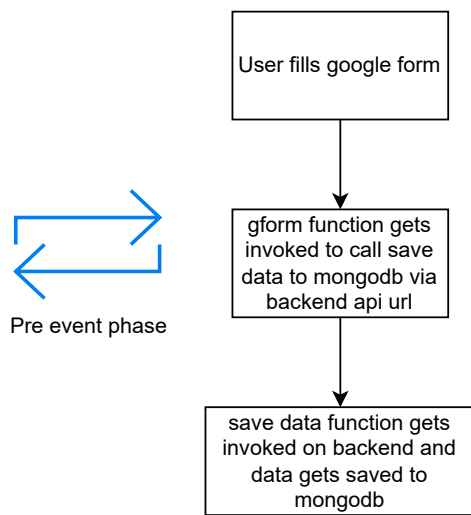 User fills google form
gform function gets
invoked to call save
data to mongodb via
backend api url
Pre event phase
save data function gets
invoked on backend and
data gets saved to
mongodb